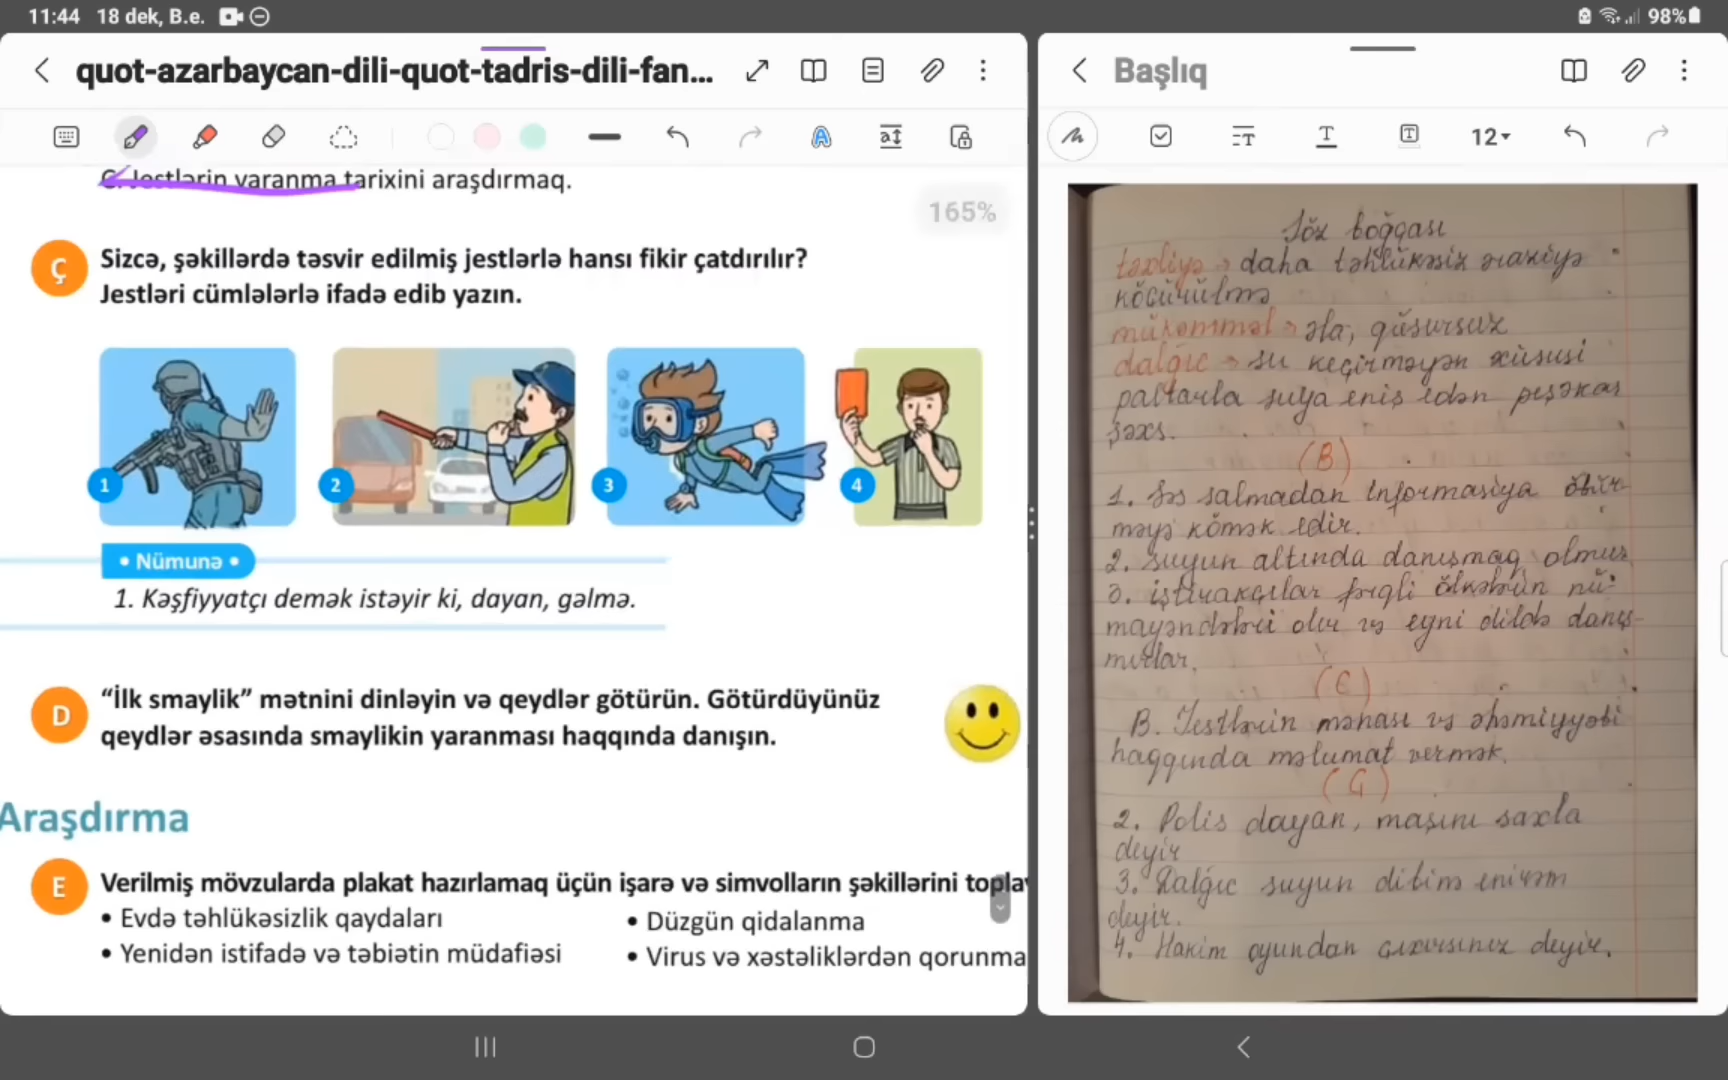 11:44 18 dek, B.e.
98%
quot-azarbaycan-dili-quot-tadris-dili-fan...
C. Jestlərin yaranma tarixini araşdırmaq.
165%
Ç
Sizcə, şəkillərdə təsvir edilmiş jestlərlə hansı fikir çatdırılır?
Jestləri cümlələrlə ifadə edib yazın.
1
2
3
4
• Nümunə •
1. Kəşfiyyatçı demək istəyir ki, dayan, gəlmə.
D
“İlk smaylik” mətnini dinləyin və qeydlər götürün. Götürdüyünüz
qeydlər əsasında smaylikin yaranması haqqında danışın.
Araşdırma
E
Verilmiş mövzularda plakat hazırlamaq üçün işarə və simvolların şəkillərini topla
• Evdə təhlükəsizlik qaydaları
• Yenidən istifadə və təbiətin müdafiəsi
• Düzgün qidalanma
• Virus və xəstəliklərdən qorunma
Başlıq
12
Söz boğçası
təxliyə → daha təhlükəsiz əraziyə
köçürülmə
mükəmməl → əla, qüsursuz
dalğıc → su keçirməyən xüsusi
paltarla suya eniş edən peşəkar
şəxs.
(B)
1. Səs salmadan informasiya ötür-
məyə kömək edir.
2. Suyun altında danışmaq olmur
3. iştirakçılar fərqli ölkələrin nü-
mayəndələri olur və eyni dildə danış-
mırlar.
(C)
B. Jestlərin mənası və əhəmiyyəti
haqqında məlumat vermək.
(Ç)
2. Polis dayan, maşını saxla
deyir
3. Dalğıc suyun dibinə enirəm
deyir.
4. Hakim oyundan çıxırsınız deyir.